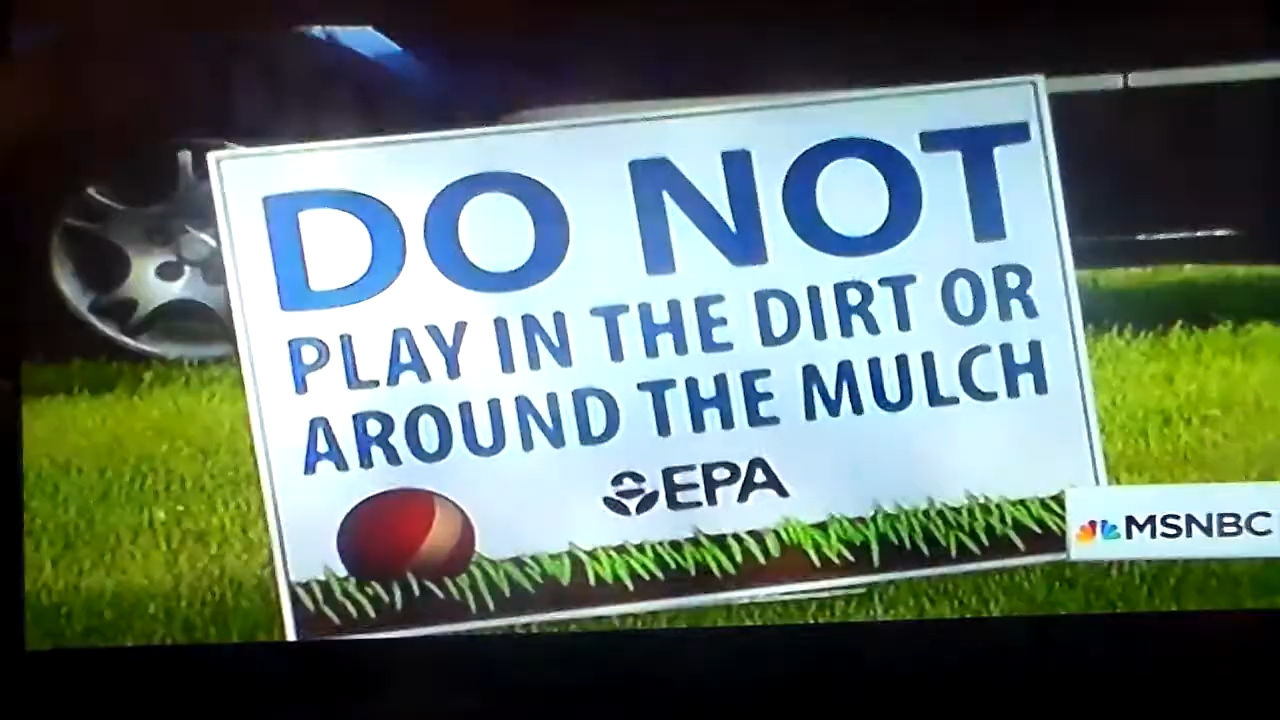 DO NOT
PLAY IN THE DIRT OR
AROUND THE MULCH
EPA
MSNBC